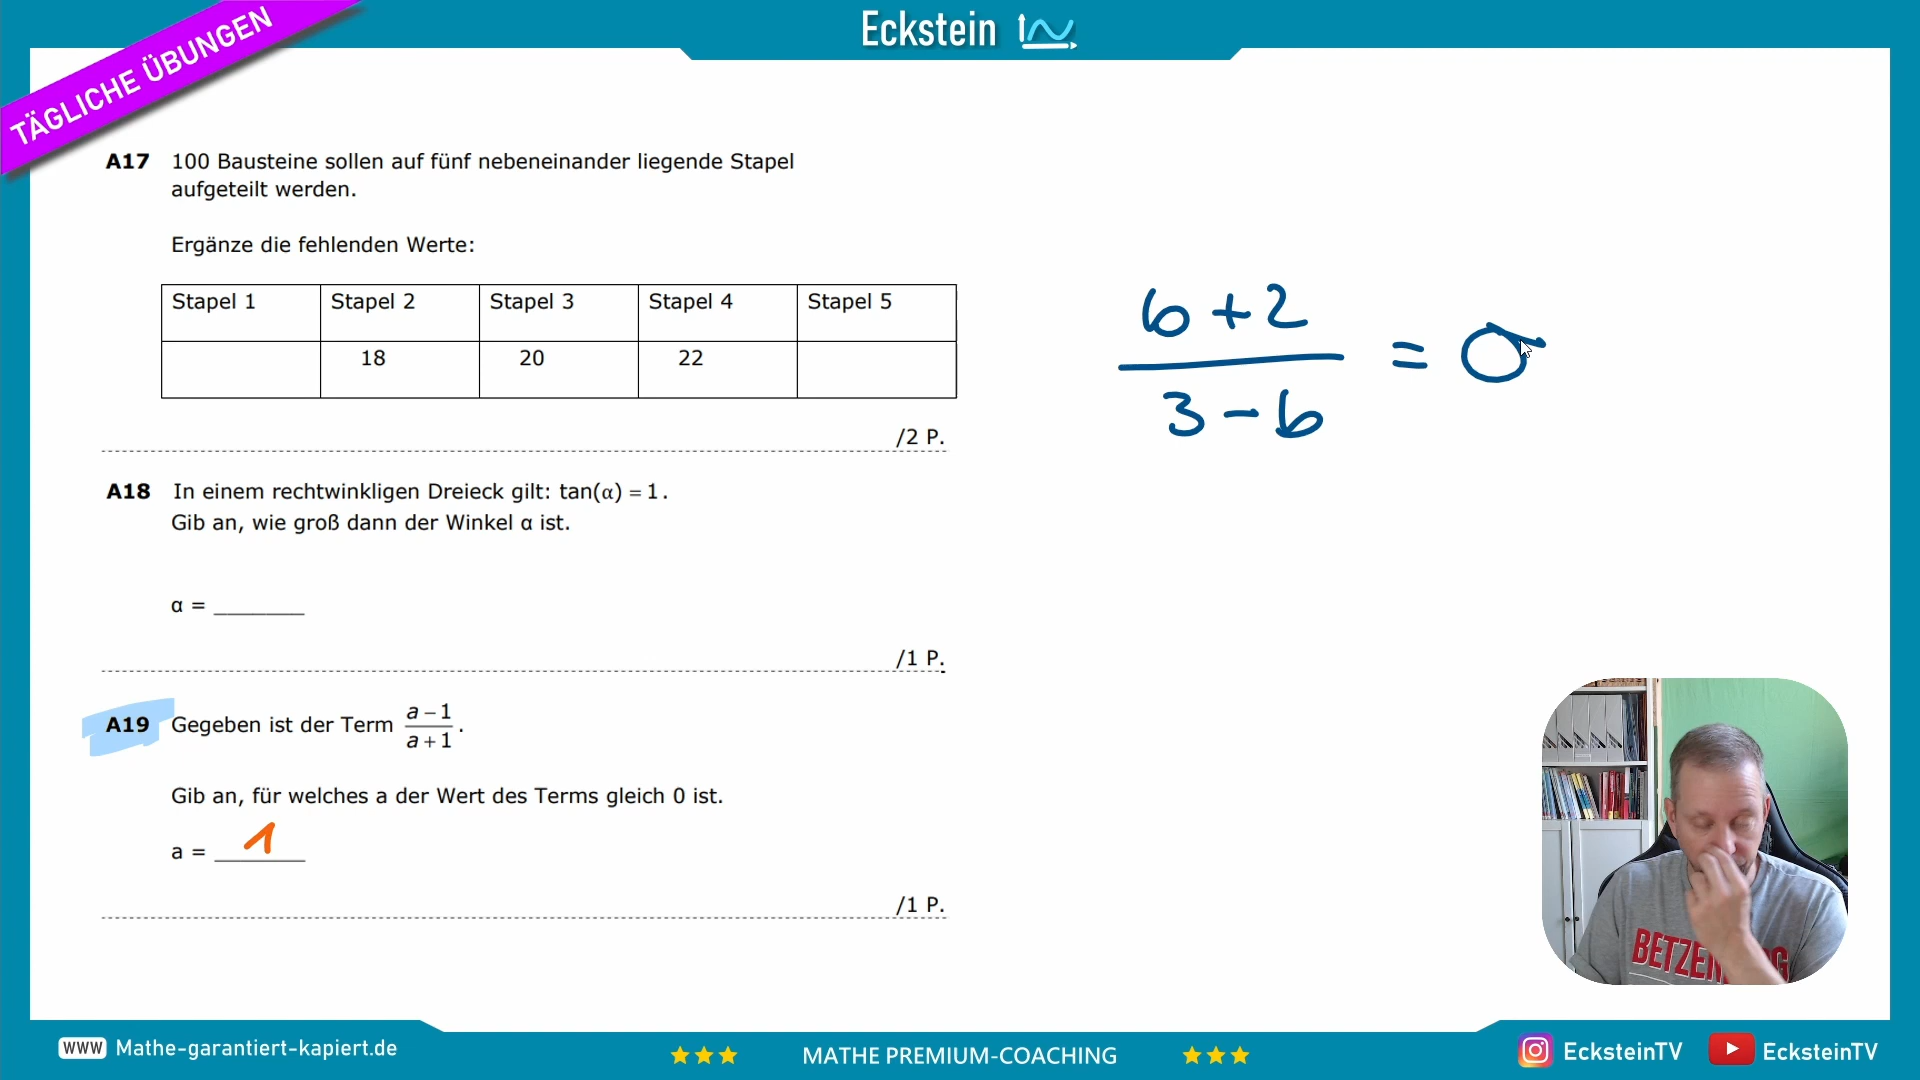 TÄGLICHE ÜBUNGEN
Eckstein
A17 100 Bausteine sollen auf fünf nebeneinander liegende Stapel
aufgeteilt werden.
Ergänze die fehlenden Werte:
Stapel 1 Stapel 2 Stapel 3 Stapel 4 Stapel 5
18 20 22
/2 P.
A18 In einem rechtwinkligen Dreieck gilt: tan(α) = 1.
Gib an, wie groß dann der Winkel α ist.
α = _______
/1 P.
A19 Gegeben ist der Term (a − 1)/(a + 1).
Gib an, für welches a der Wert des Terms gleich 0 ist.
a = 1
/1 P.
6 + 2
3 − 6
= 0
BETZEN
WWW Mathe-garantiert-kapiert.de
MATHE PREMIUM-COACHING
EcksteinTV
EcksteinTV